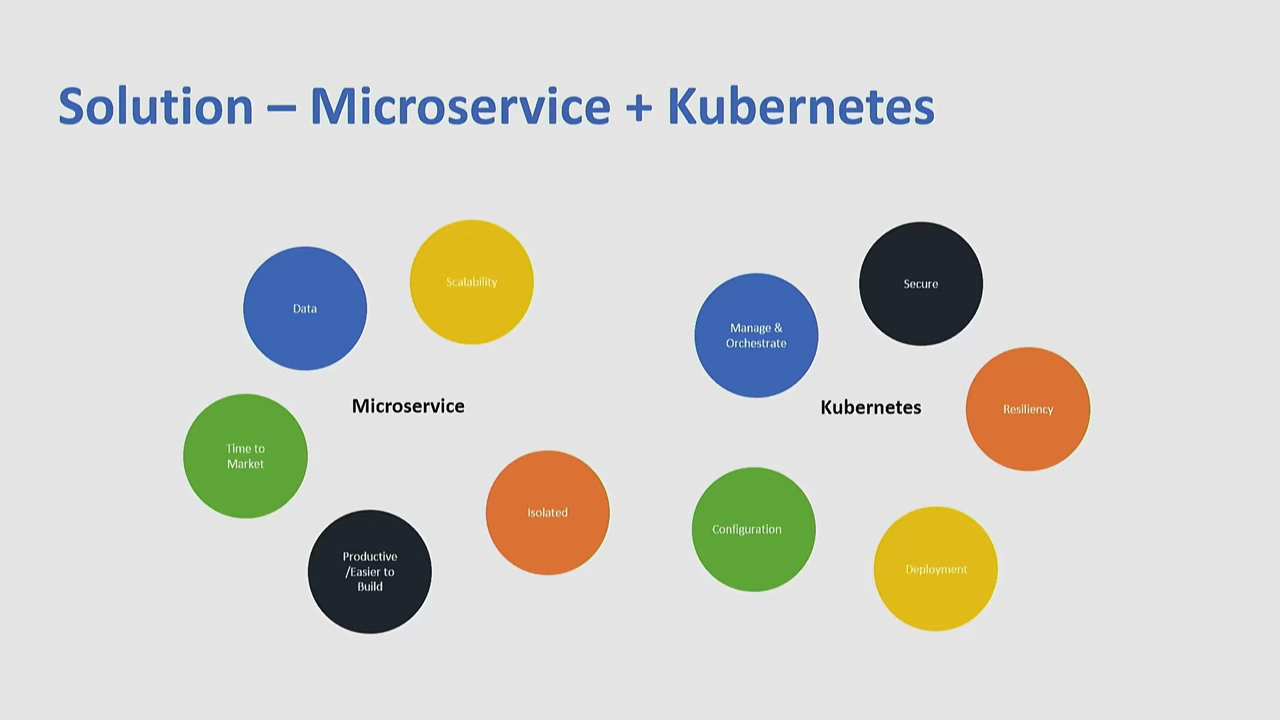 Solution – Microservice + Kubernetes
Data
Scalability
Microservice
Time to
Market
Isolated
Productive
/Easier to
Build
Manage &
Orchestrate
Secure
Kubernetes
Resiliency
Configuration
Deployment